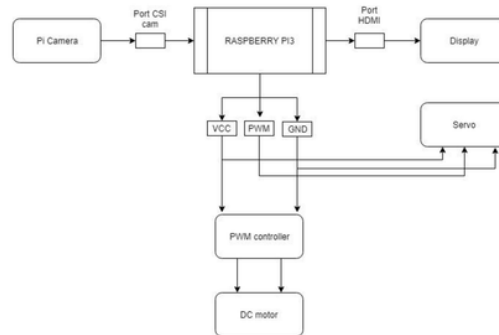 Port CSI
cam
Port
HDMI
Pi Camera
RASPBERRY PI3
Display
VCC
PWM
GND
Servo
PWM controller
DC motor